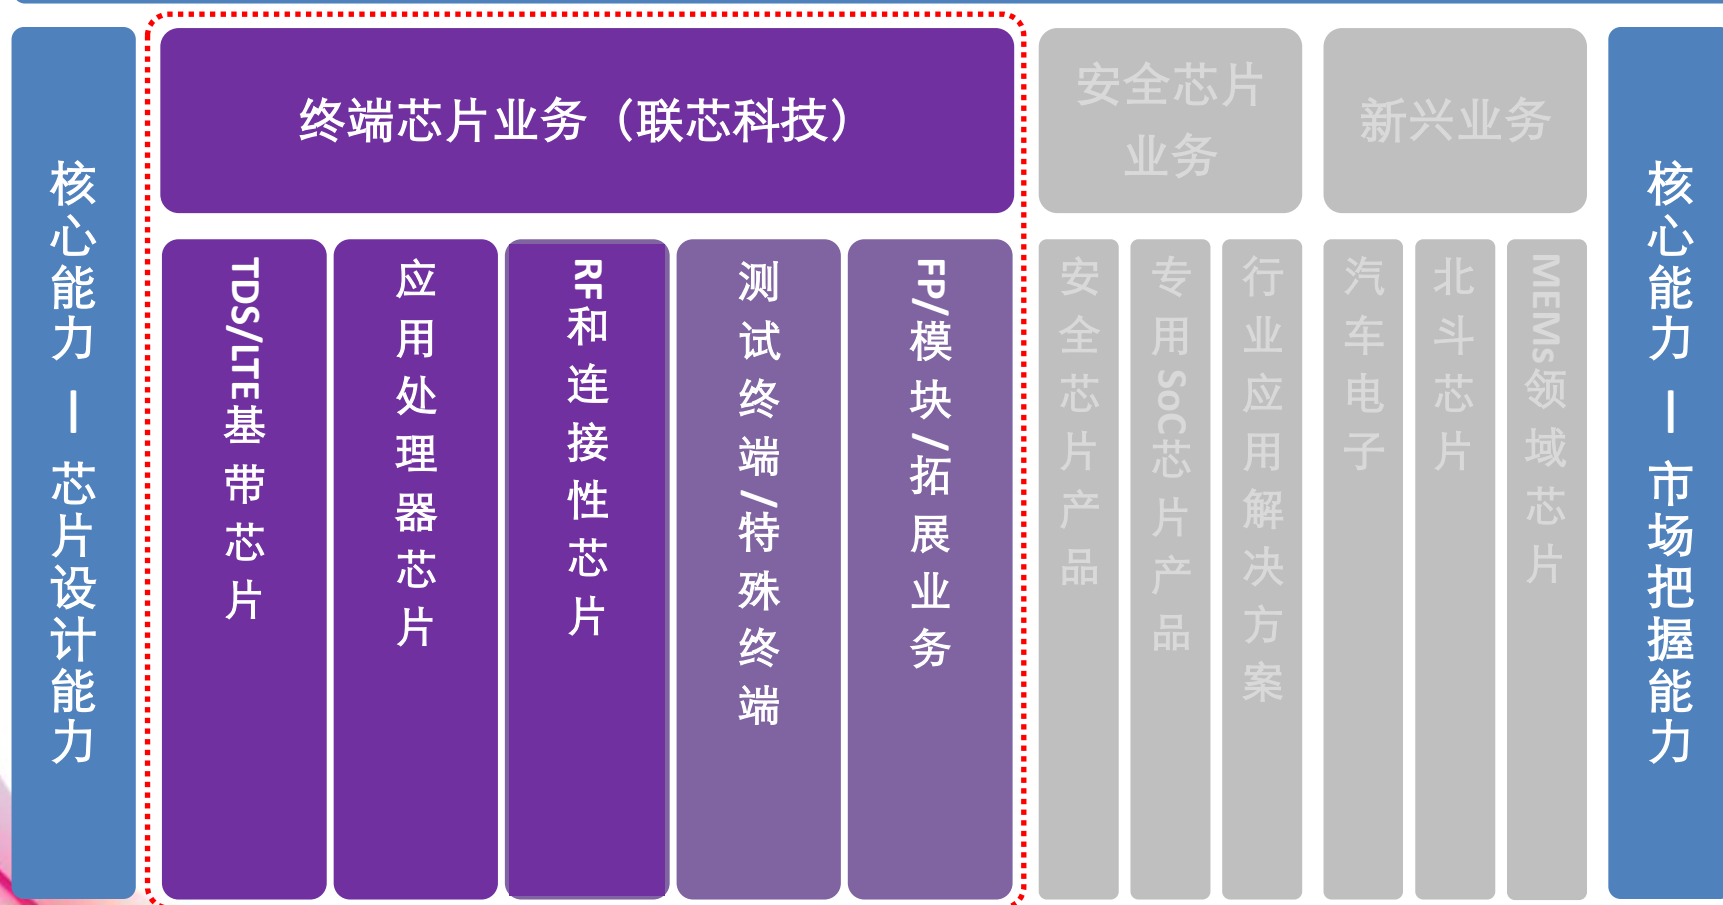 核心能力 — 芯片设计能力
终端芯片业务（联芯科技）
TDS/LTE基带芯片
应用处理器芯片
RF和连接性芯片
测试终端/特殊终端
FP/模块/拓展业务
安全芯片
业务
安全芯片产品
专用SoC芯片产品
行业应用解决方案
新兴业务
汽车电子
北斗芯片
MEMs领域芯片
核心能力 — 市场把握能力